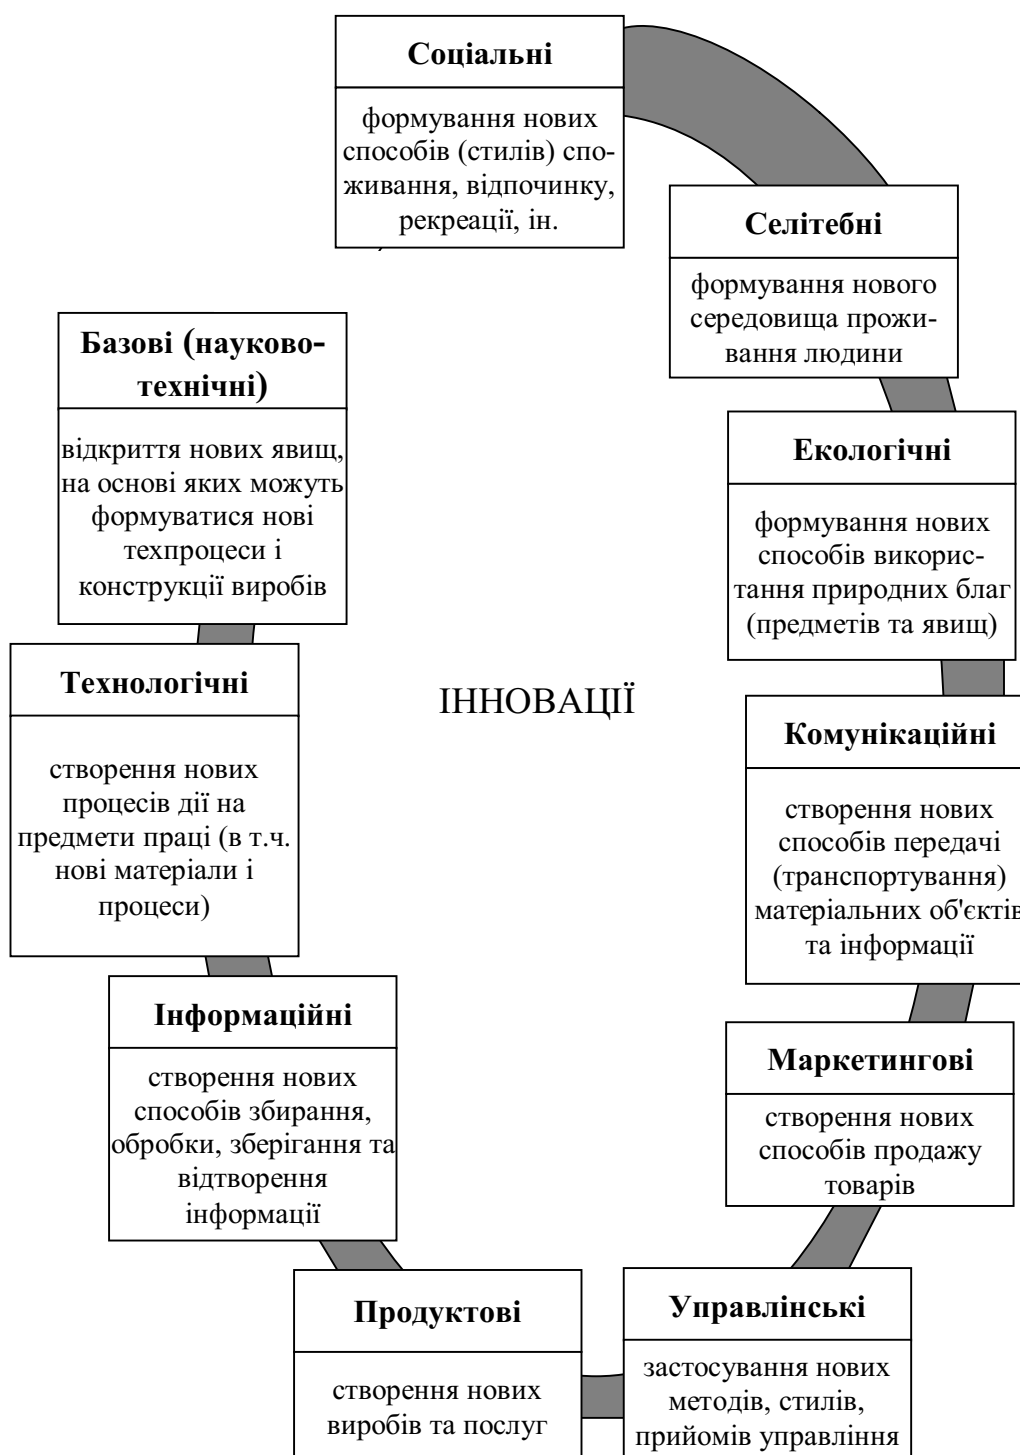 Соціальні
формування нових
способів (стилів) спо-
живання, відпочинку,
рекреації, ін.
Селітебні
формування нового
середовища прожи-
вання людини
Базові (науково-
технічні)
відкриття нових явищ,
на основі яких можуть
формуватися нові
техпроцеси і
конструкції виробів
Екологічні
формування нових
способів викорис-
тання природних благ
(предметів та явищ)
Технологічні
створення нових
процесів дії на
предмети праці (в т.ч.
нові матеріали і
процеси)
ІННОВАЦІЇ
Комунікаційні
створення нових
способів передачі
(транспортування)
матеріальних об'єктів
та інформації
Інформаційні
створення нових
способів збирання,
обробки, зберігання та
відтворення
інформації
Маркетингові
створення нових
способів продажу
товарів
Продуктові
створення нових
виробів та послуг
Управлінські
застосування нових
методів, стилів,
прийомів управління